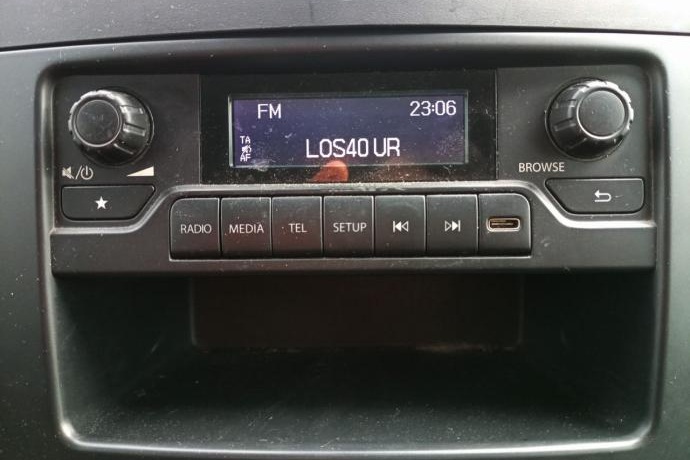 FM 23:06
TA
AF
LOS40 UR
BROWSE
RADIO MEDIA TEL SETUP